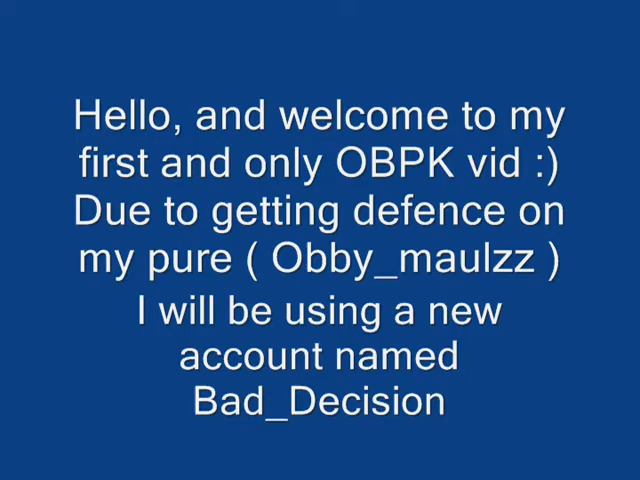 Hello, and welcome to my
first and only OBPK vid :)
Due to getting defence on
my pure ( Obby_maulzz )
I will be using a new
account named
Bad_Decision